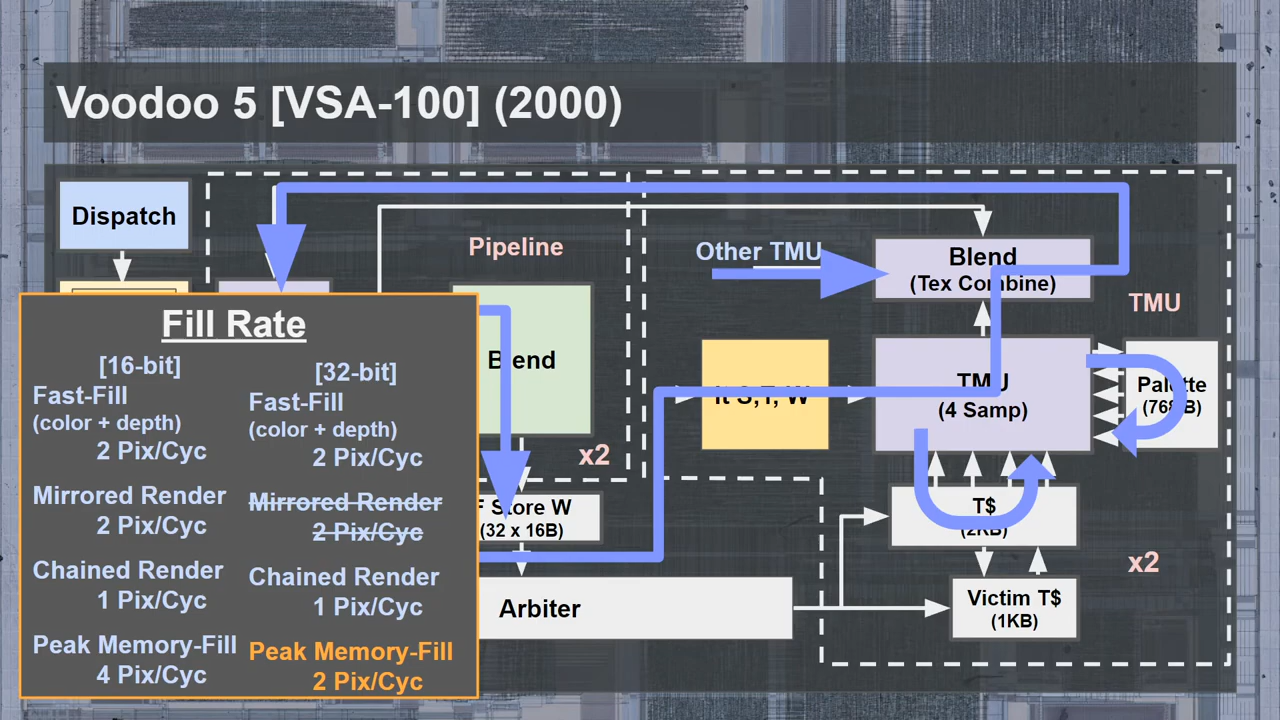 Voodoo 5 [VSA-100] (2000)
Dispatch
Pipeline
Blend
x2
(32 x 16B)
Arbiter
Other TMU
Blend
(Tex Combine)
TMU
TMU
(4 Samp)
Palette
(768B)
T$
(2KB)
Victim T$
(1KB)
x2
Fill Rate
[16-bit]
Fast-Fill
(color + depth)
2 Pix/Cyc
Mirrored Render
2 Pix/Cyc
Chained Render
1 Pix/Cyc
Peak Memory-Fill
4 Pix/Cyc
[32-bit]
Fast-Fill
(color + depth)
2 Pix/Cyc
Mirrored Render
2 Pix/Cyc
Chained Render
1 Pix/Cyc
Peak Memory-Fill
2 Pix/Cyc